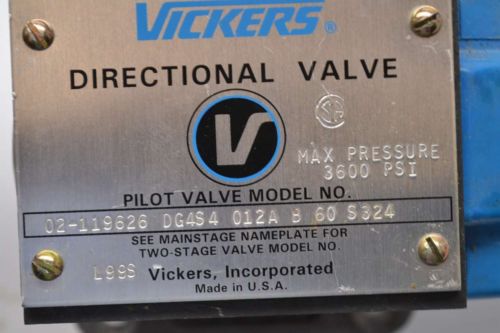 VICKERS®
DIRECTIONAL VALVE
V
SA
MAX PRESSURE
3600 PSI
PILOT VALVE MODEL NO.
02-119626 DG4S4 012A B 60 S324
SEE MAINSTAGE NAMEPLATE FOR
TWO-STAGE VALVE MODEL NO.
L99S Vickers, Incorporated
Made in U.S.A.